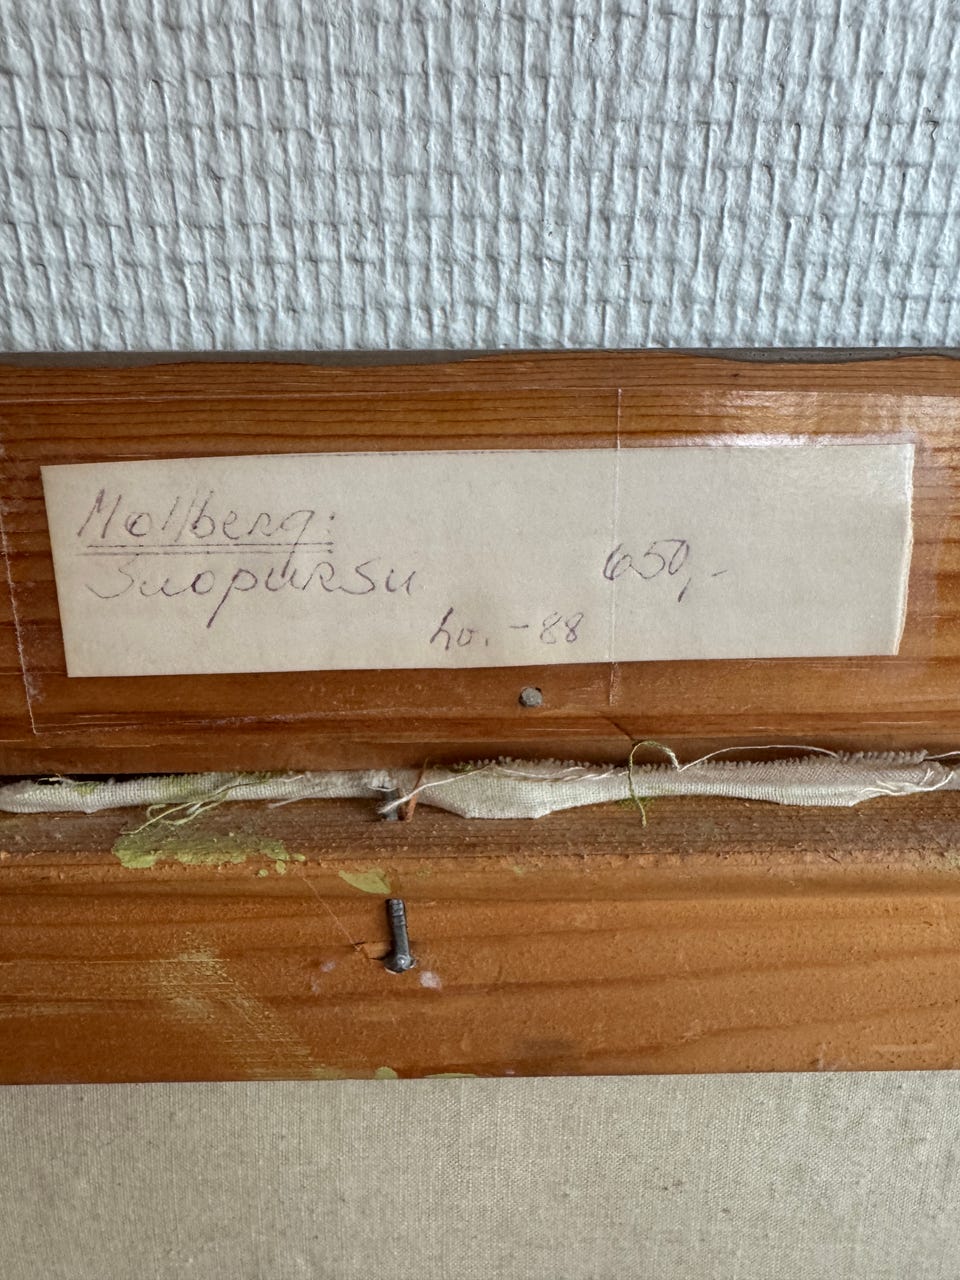 Mollberg:
Suopursu 650,-
ho. -88